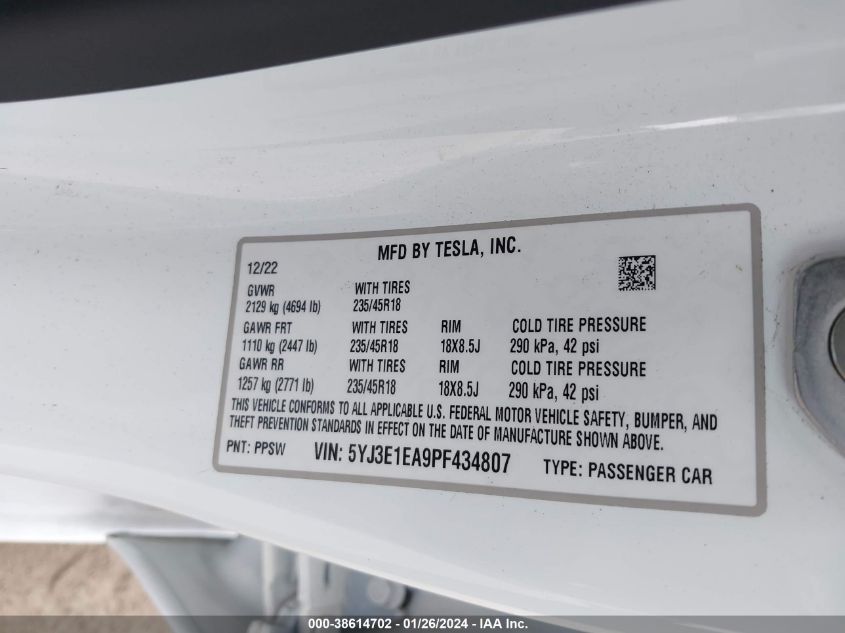 MFD BY TESLA, INC.
12/22
GVWR WITH TIRES
2129 kg (4694 lb) 235/45R18
GAWR FRT WITH TIRES RIM COLD TIRE PRESSURE
1110 kg (2447 lb) 235/45R18 18X8.5J 290 kPa, 42 psi
GAWR RR WITH TIRES RIM COLD TIRE PRESSURE
1257 kg (2771 lb) 235/45R18 18X8.5J 290 kPa, 42 psi
THIS VEHICLE CONFORMS TO ALL APPLICABLE U.S. FEDERAL MOTOR VEHICLE SAFETY, BUMPER, AND
THEFT PREVENTION STANDARDS IN EFFECT ON THE DATE OF MANUFACTURE SHOWN ABOVE.
PNT: PPSW VIN: 5YJ3E1EA9PF434807 TYPE: PASSENGER CAR
000-38614702 - 01/26/2024 - IAA Inc.